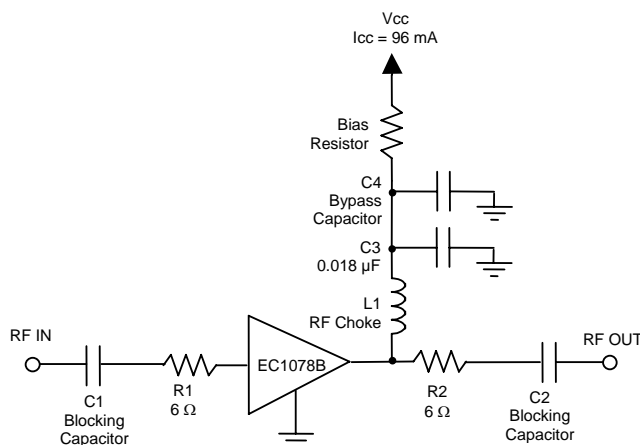 Vcc
Icc = 96 mA
Bias
Resistor
C4
Bypass
Capacitor
C3
0.018 µF
L1
RF Choke
RF IN
RF OUT
EC1078B
C1
Blocking
Capacitor
R1
6 Ω
R2
6 Ω
C2
Blocking
Capacitor